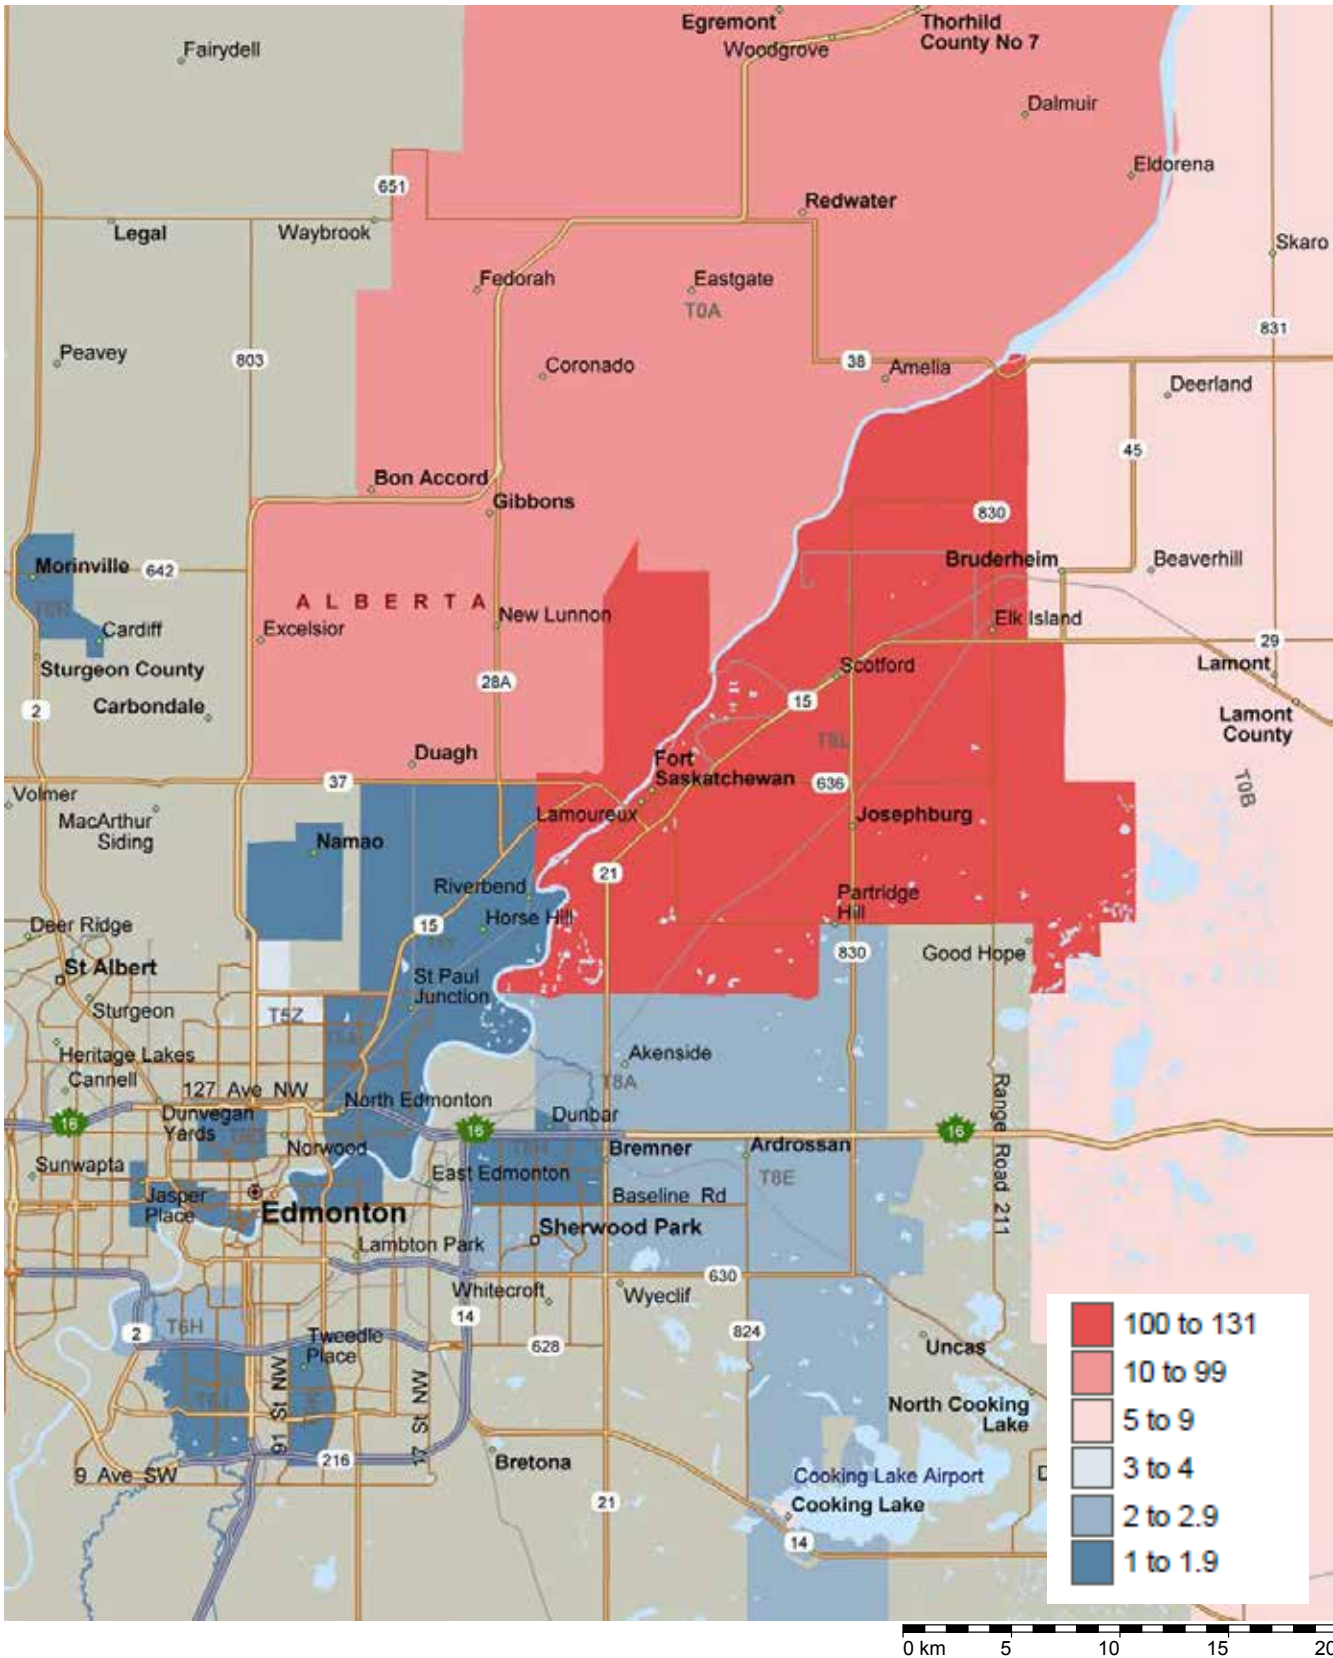 Egremont
Thorhild
County No 7
Woodgrove
Fairydell
Dalmuir
Eldorena
651
Redwater
Legal
Waybrook
Skaro
Fedorah
Eastgate
T0A
831
Peavey
803
Coronado
38
Amelia
Deerland
45
Bon Accord
Gibbons
830
Morinville
642
Bruderheim
Beaverhill
ALBERTA
New Lunnon
Elk Island
Cardiff
Excelsior
29
Sturgeon County
Scotford
Lamont
28A
Carbondale
2
15
Lamont
County
T8L
Duagh
Fort
Saskatchewan
37
636
T0B
Volmer
MacArthur
Siding
Lamoureux
Josephburg
Namao
21
Riverbend
Partridge
Hill
Horse Hill
15
Deer Ridge
830
Good Hope
St Albert
St Paul
Junction
Sturgeon
T5Z
Heritage Lakes
Akenside
Cannell
T8A
127 Ave NW
North Edmonton
Range Road 211
Dunvegan
Yards
16
16
Dunbar
16
Norwood
T8H
Bremner
Ardrossan
Sunwapta
East Edmonton
T8E
Jasper
Place
Baseline Rd
Edmonton
Sherwood Park
Lambton Park
630
Whitecroft
Wyeclif
2
T6H
14
Tweedle
Place
628
824
Uncas
91 St NW
17 St NW
North Cooking
Lake
216
Bretona
9 Ave SW
Cooking Lake Airport
D
21
Cooking Lake
14
100 to 131
10 to 99
5 to 9
3 to 4
2 to 2.9
1 to 1.9
0 km 5 10 15 20